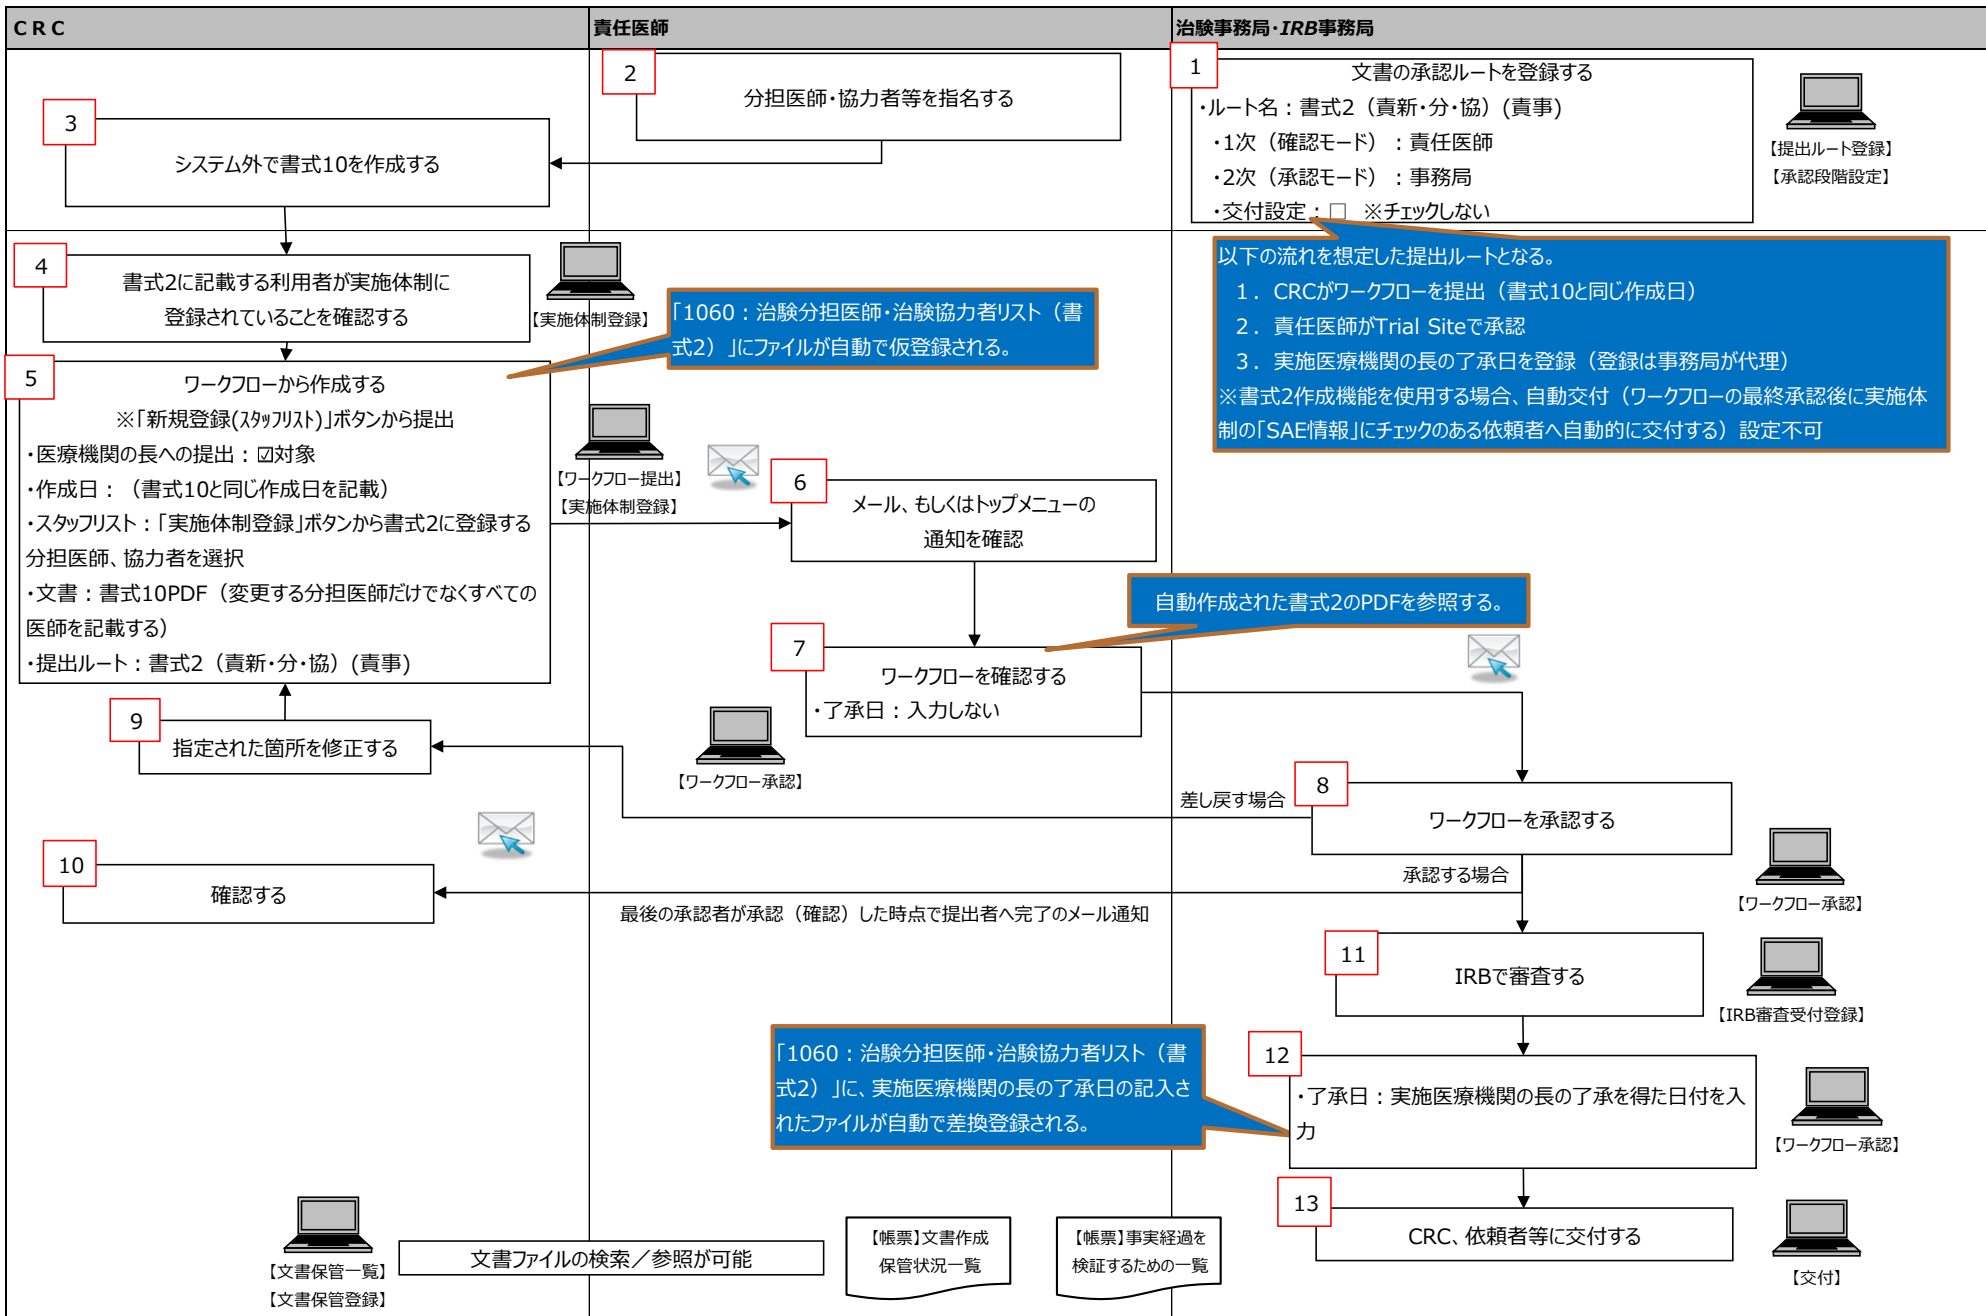 CRC
責任医師
治験事務局・IRB事務局
1
文書の承認ルートを登録する
・ルート名:書式2(責新・分・協)(責事)
・1次(確認モード):責任医師
・2次(承認モード):事務局
・交付設定:□ ※チェックしない
【提出ルート登録】
【承認段階設定】
2
分担医師・協力者等を指名する
3
システム外で書式10を作成する
以下の流れを想定した提出ルートとなる。
1.CRCがワークフローを提出(書式10と同じ作成日)
2.責任医師がTrial Siteで承認
3.実施医療機関の長の了承日を登録(登録は事務局が代理)
※書式2作成機能を使用する場合、自動交付(ワークフローの最終承認後に実施体
制の「SAE情報」にチェックのある依頼者へ自動的に交付する)設定不可
4
書式2に記載する利用者が実施体制に
登録されていることを確認する
【実施体制登録】
「1060:治験分担医師・治験協力者リスト(書
式2)」にファイルが自動で仮登録される。
5
ワークフローから作成する
※「新規登録(スタッフリスト)」ボタンから提出
・医療機関の長への提出:☑対象
・作成日:(書式10と同じ作成日を記載)
・スタッフリスト:「実施体制登録」ボタンから書式2に登録する
分担医師、協力者を選択
・文書:書式10PDF(変更する分担医師だけでなくすべての
医師を記載する)
・提出ルート:書式2(責新・分・協)(責事)
【ワークフロー提出】
【実施体制登録】
6
メール、もしくはトップメニューの
通知を確認
自動作成された書式2のPDFを参照する。
7
ワークフローを確認する
・了承日:入力しない
【ワークフロー承認】
8
ワークフローを承認する
差し戻す場合
承認する場合
【ワークフロー承認】
9
指定された箇所を修正する
10
確認する
最後の承認者が承認(確認)した時点で提出者へ完了のメール通知
11
IRBで審査する
【IRB審査受付登録】
「1060:治験分担医師・治験協力者リスト(書
式2)」に、実施医療機関の長の了承日の記入さ
れたファイルが自動で差換登録される。
12
・了承日:実施医療機関の長の了承を得た日付を入
力
【ワークフロー承認】
13
CRC、依頼者等に交付する
【交付】
【文書保管一覧】
【文書保管登録】
文書ファイルの検索/参照が可能
【帳票】文書作成
保管状況一覧
【帳票】事実経過を
検証するための一覧